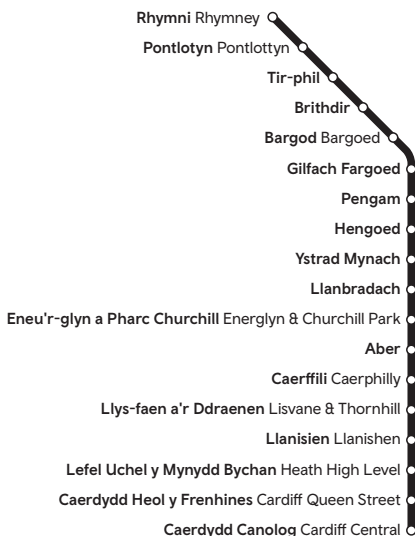 Rhymni Rhymney
Pontlotyn Pontlottyn
Tir-phil
Brithdir
Bargod Bargoed
Gilfach Fargoed
Pengam
Hengoed
Ystrad Mynach
Llanbradach
Eneu'r-glyn a Pharc Churchill Energlyn & Churchill Park
Aber
Caerffili Caerphilly
Llys-faen a'r Ddraenen Lisvane & Thornhill
Llanisien Llanishen
Lefel Uchel y Mynydd Bychan Heath High Level
Caerdydd Heol y Frenhines Cardiff Queen Street
Caerdydd Canolog Cardiff Central